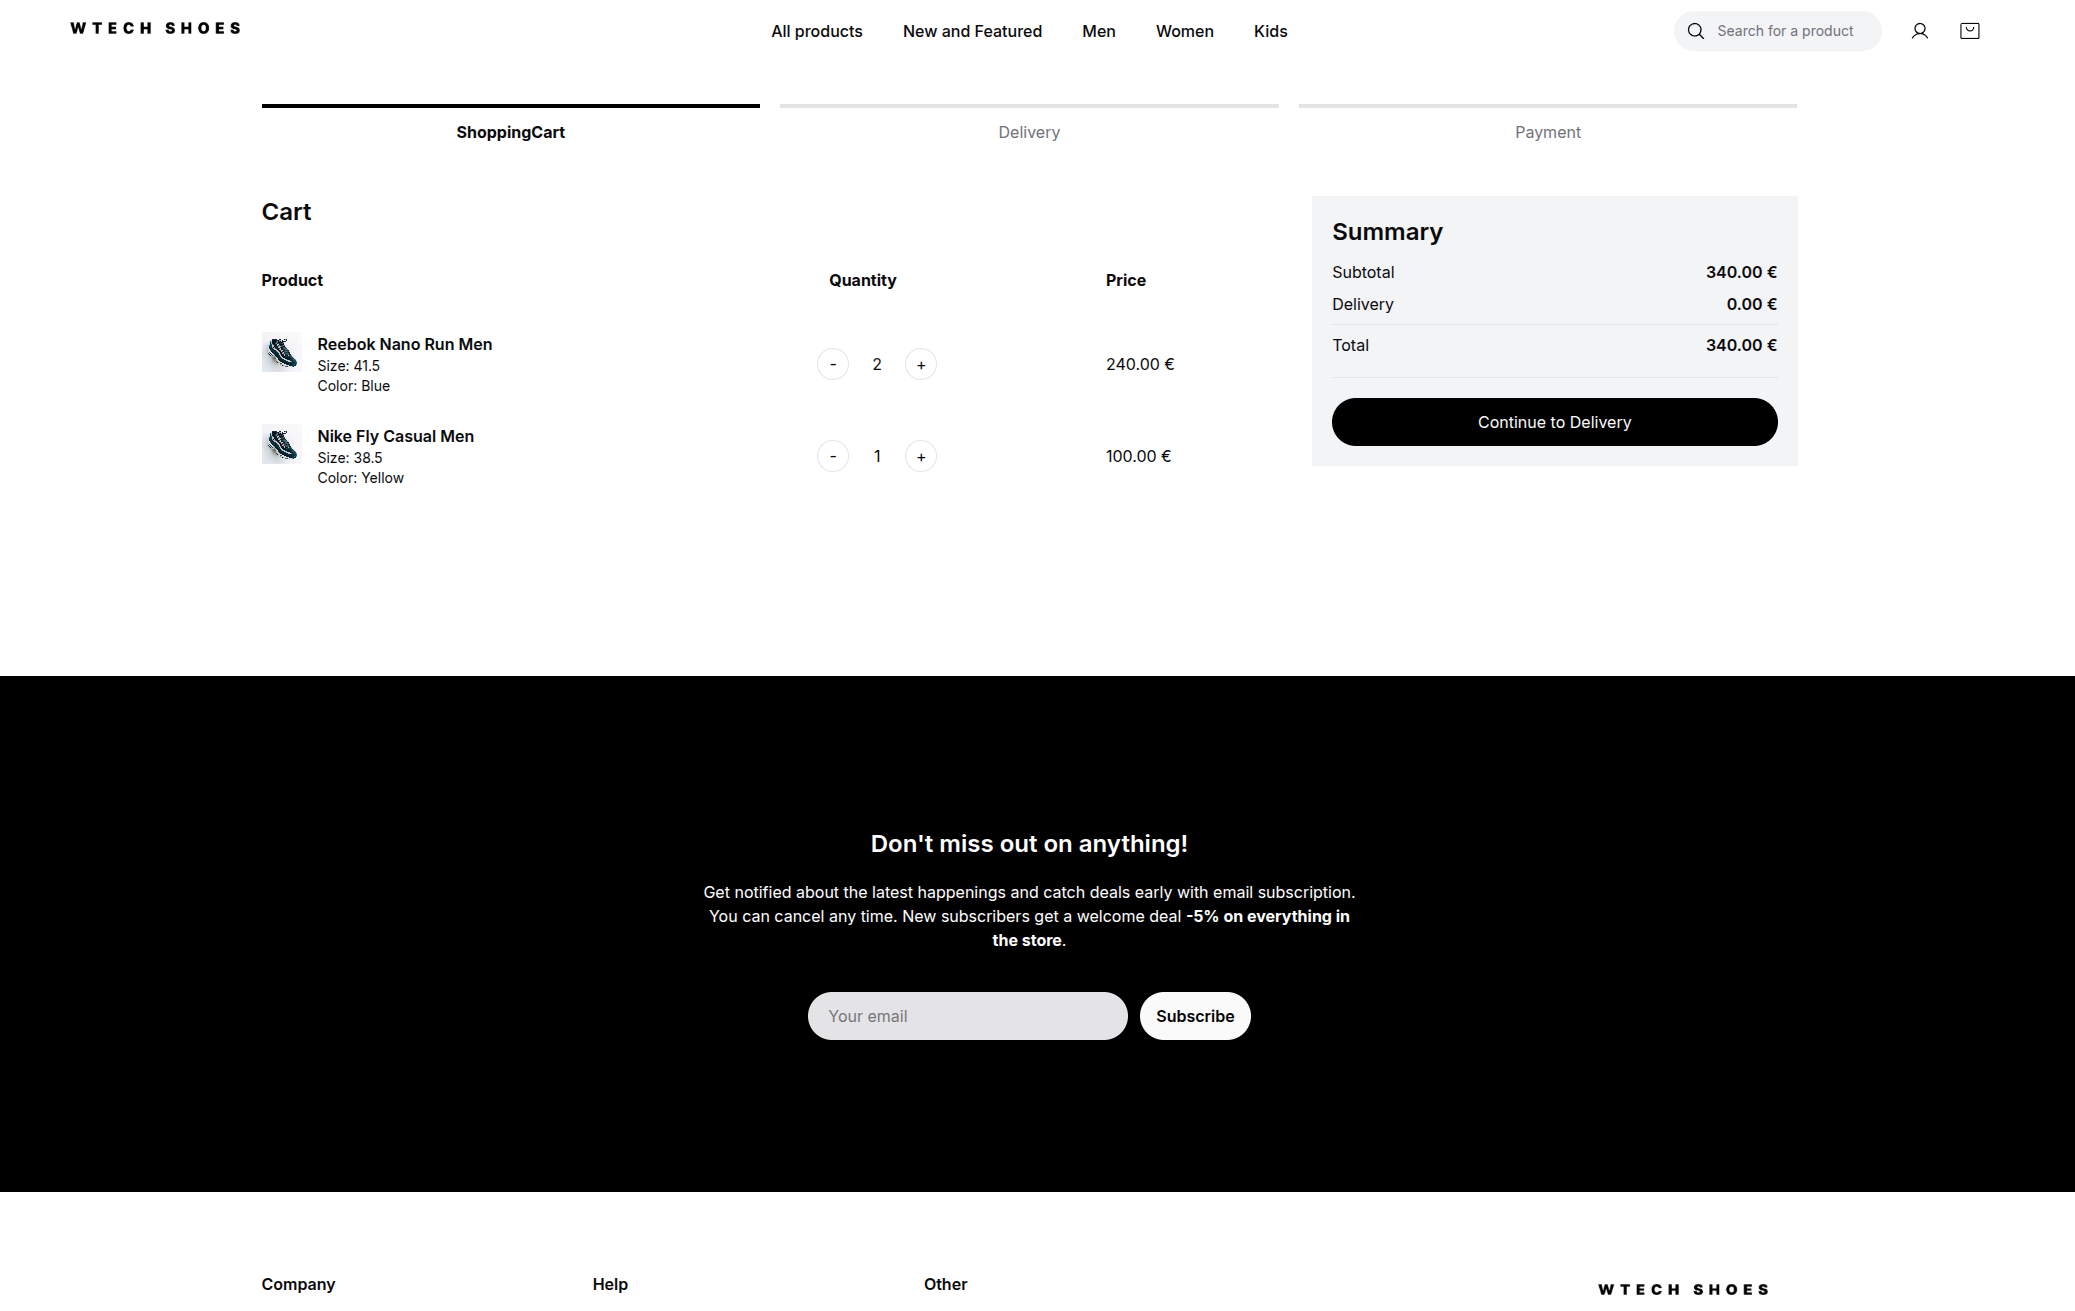 WTECH SHOES
All products
New and Featured
Men
Women
Kids
Search for a product
ShoppingCart
Delivery
Payment
Cart
Product
Quantity
Price
Reebok Nano Run Men
Size: 41.5
Color: Blue
-
2
+
240.00 €
Nike Fly Casual Men
Size: 38.5
Color: Yellow
-
1
+
100.00 €
Summary
Subtotal
340.00 €
Delivery
0.00 €
Total
340.00 €
Continue to Delivery
Don't miss out on anything!
Get notified about the latest happenings and catch deals early with email subscription.
You can cancel any time. New subscribers get a welcome deal -5% on everything in
the store.
Your email
Subscribe
Company
Help
Other
WTECH SHOES